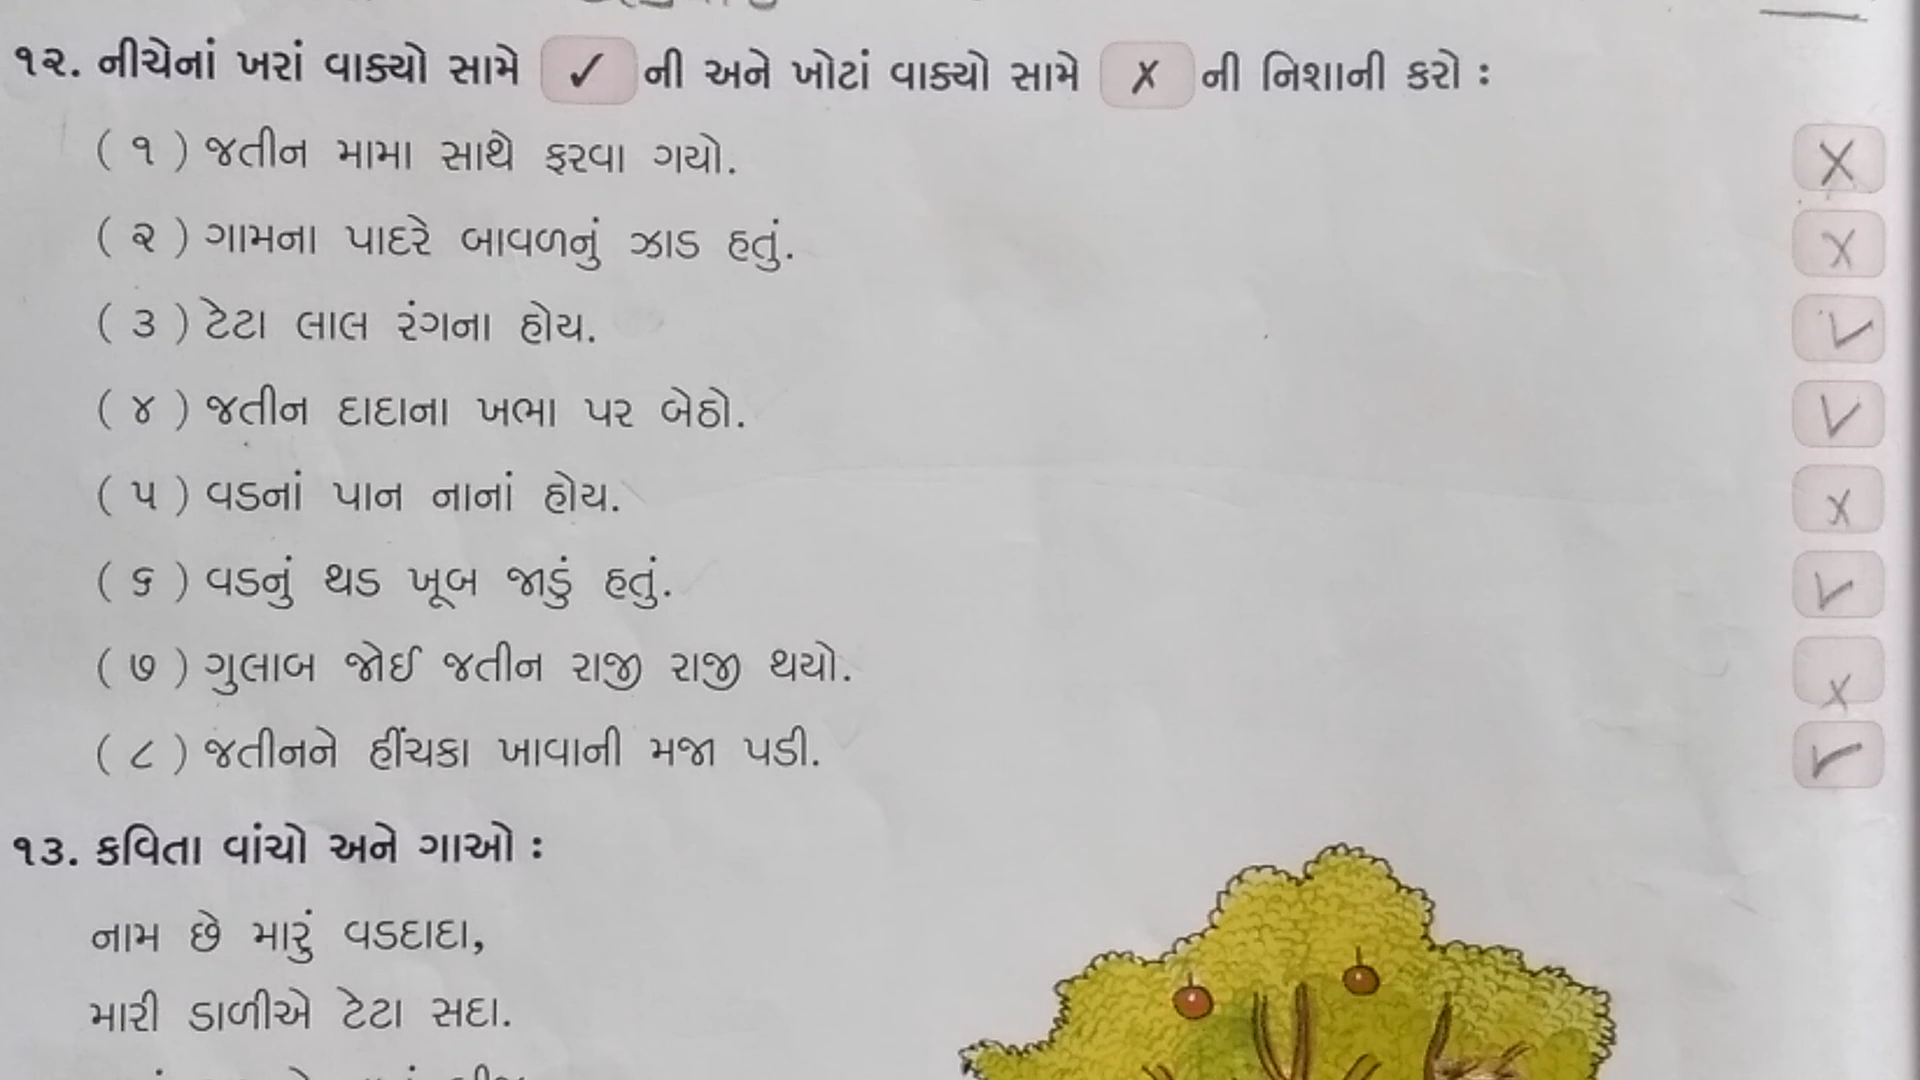 ૧૨. નીચેનાં ખરાં વાક્યો સામે ✓ ની અને ખોટાં વાક્યો સામે ✗ ની નિશાની કરો :
( ૧ ) જતીન મામા સાથે ફરવા ગયો. ✗
( ૨ ) ગામના પાદરે બાવળનું ઝાડ હતું. ✗
( ૩ ) ટેટા લાલ રંગના હોય. ✓
( ૪ ) જતીન દાદાના ખભા પર બેઠો. ✓
( ૫ ) વડનાં પાન નાનાં હોય. ✗
( ૬ ) વડનું થડ ખૂબ જાડું હતું. ✓
( ૭ ) ગુલાબ જોઈ જતીન રાજી રાજી થયો. ✗
( ૮ ) જતીનને હીંચકા ખાવાની મજા પડી. ✓
૧૩. કવિતા વાંચો અને ગાઓ :
નામ છે મારું વડદાદા,
મારી ડાળીએ ટેટા સદા.